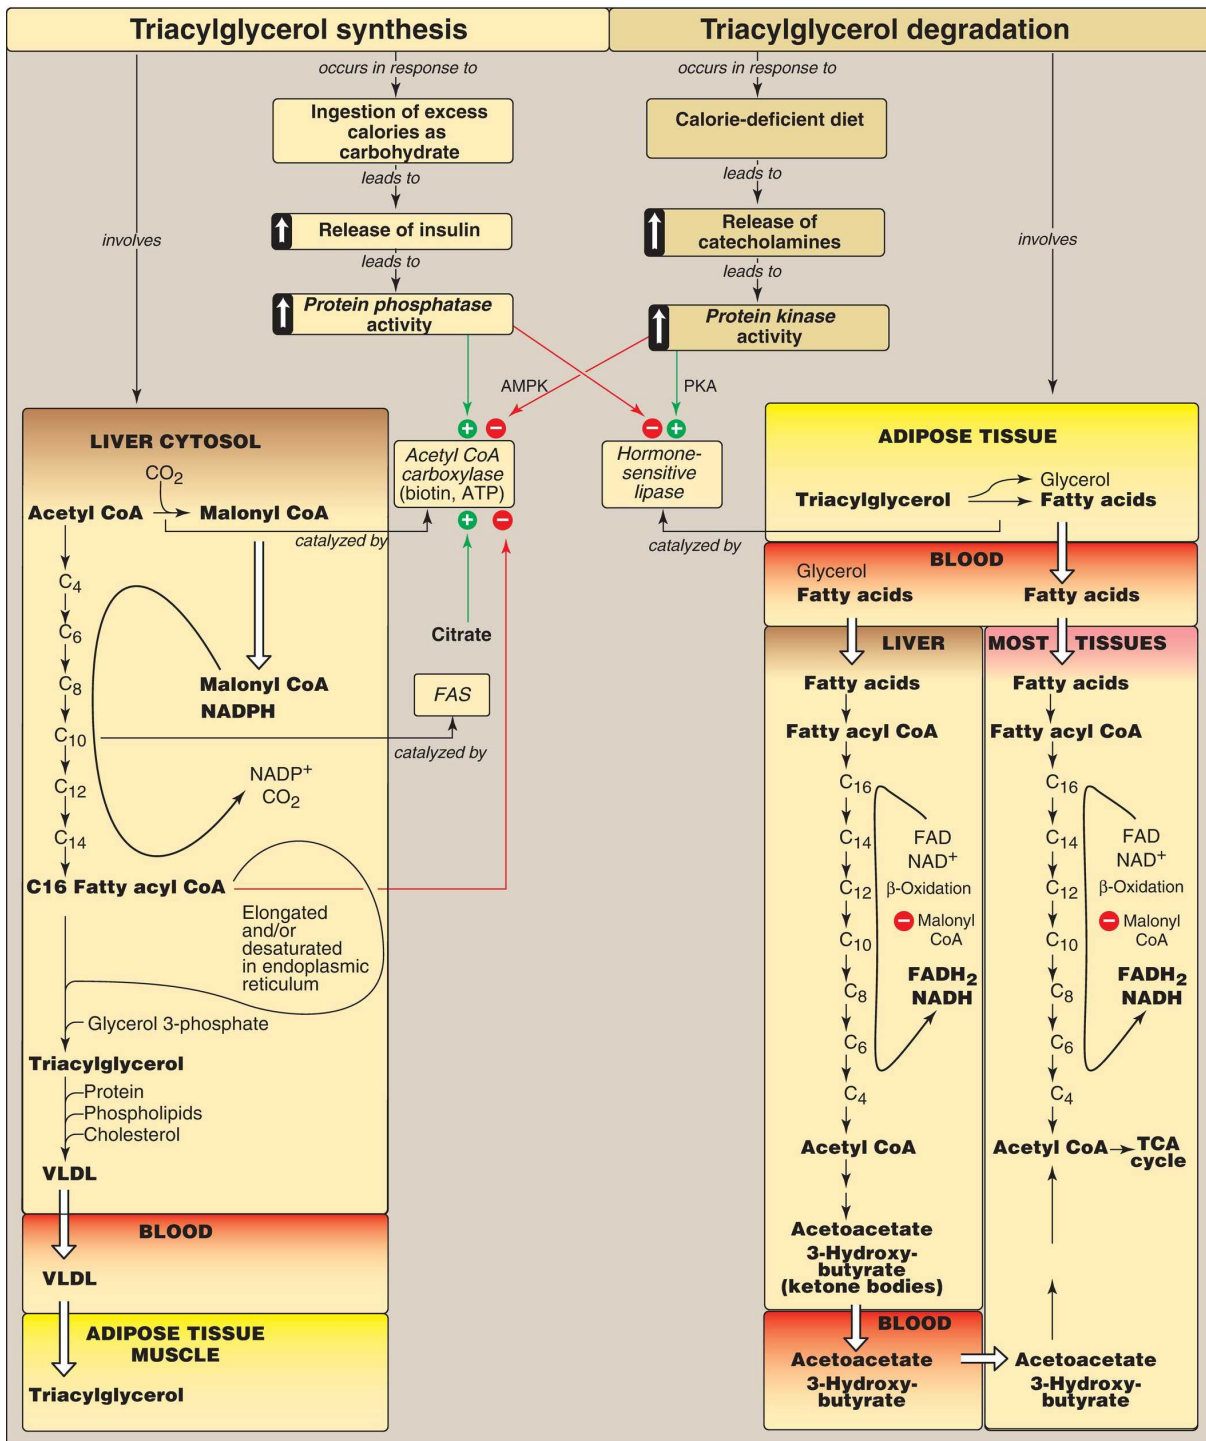 Triacylglycerol synthesis
Triacylglycerol degradation
occurs in response to
occurs in response to
Ingestion of excess
calories as
carbohydrate
Calorie-deficient diet
leads to
leads to
Release of insulin
Release of
catecholamines
involves
involves
leads to
leads to
Protein phosphatase
activity
Protein kinase
activity
AMPK
PKA
+
−
−
+
LIVER CYTOSOL
CO2
Acetyl CoA
Malonyl CoA
catalyzed by
Acetyl CoA
carboxylase
(biotin, ATP)
+
−
Hormone-
sensitive
lipase
catalyzed by
C4
C6
C8
C10
C12
C14
Citrate
Malonyl CoA
NADPH
FAS
catalyzed by
NADP+
CO2
C16 Fatty acyl CoA
Elongated
and/or
desaturated
in endoplasmic
reticulum
Glycerol 3-phosphate
Triacylglycerol
Protein
Phospholipids
Cholesterol
VLDL
BLOOD
VLDL
ADIPOSE TISSUE
MUSCLE
Triacylglycerol
ADIPOSE TISSUE
Triacylglycerol
Glycerol
Fatty acids
BLOOD
Glycerol
Fatty acids
Fatty acids
LIVER
Fatty acids
Fatty acyl CoA
C16
C14
C12
C10
C8
C6
C4
FAD
NAD+
β-Oxidation
− Malonyl
CoA
FADH2
NADH
Acetyl CoA
Acetoacetate
3-Hydroxy-
butyrate
(ketone bodies)
BLOOD
Acetoacetate
3-Hydroxy-
butyrate
MOST TISSUES
Fatty acids
Fatty acyl CoA
C16
C14
C12
C10
C8
C6
C4
FAD
NAD+
β-Oxidation
− Malonyl
CoA
FADH2
NADH
Acetyl CoA
TCA
cycle
Acetoacetate
3-Hydroxy-
butyrate